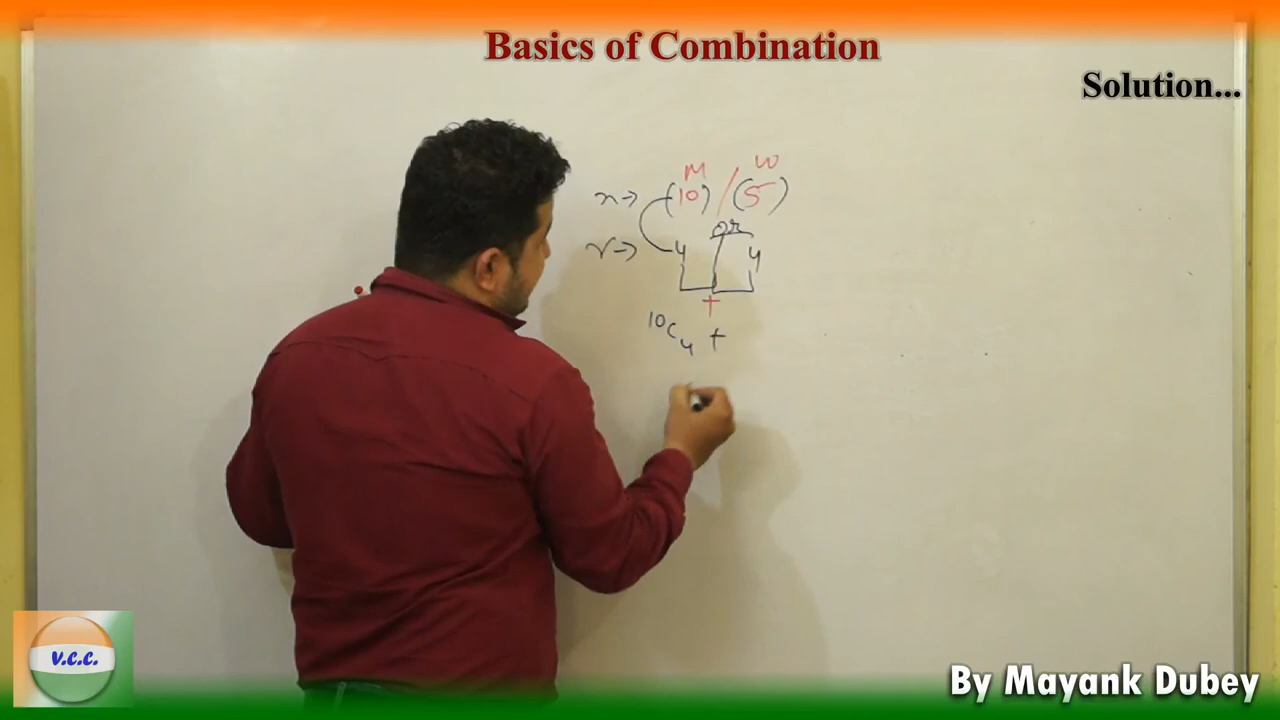 Basics of Combination
Solution...
M W
n→ (10) / (5)
or
r→ 4 4
+
¹⁰C₄ +
V.C.C.
By Mayank Dubey